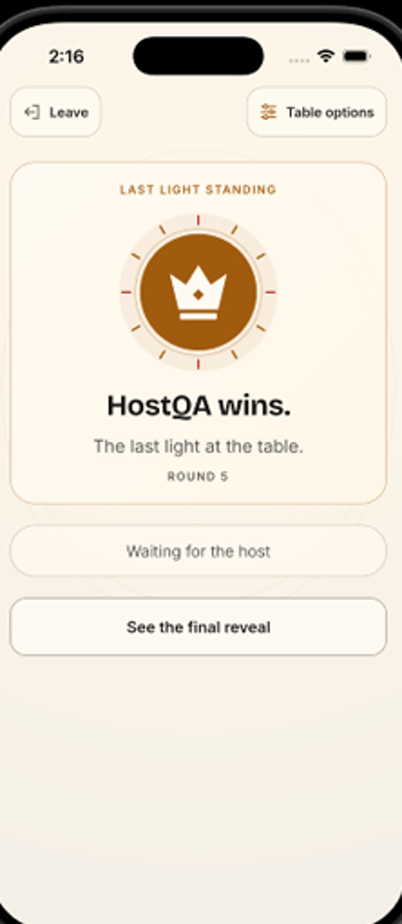 2:16
Leave
Table options
LAST LIGHT STANDING
HostQA wins.
The last light at the table.
ROUND 5
Waiting for the host
See the final reveal